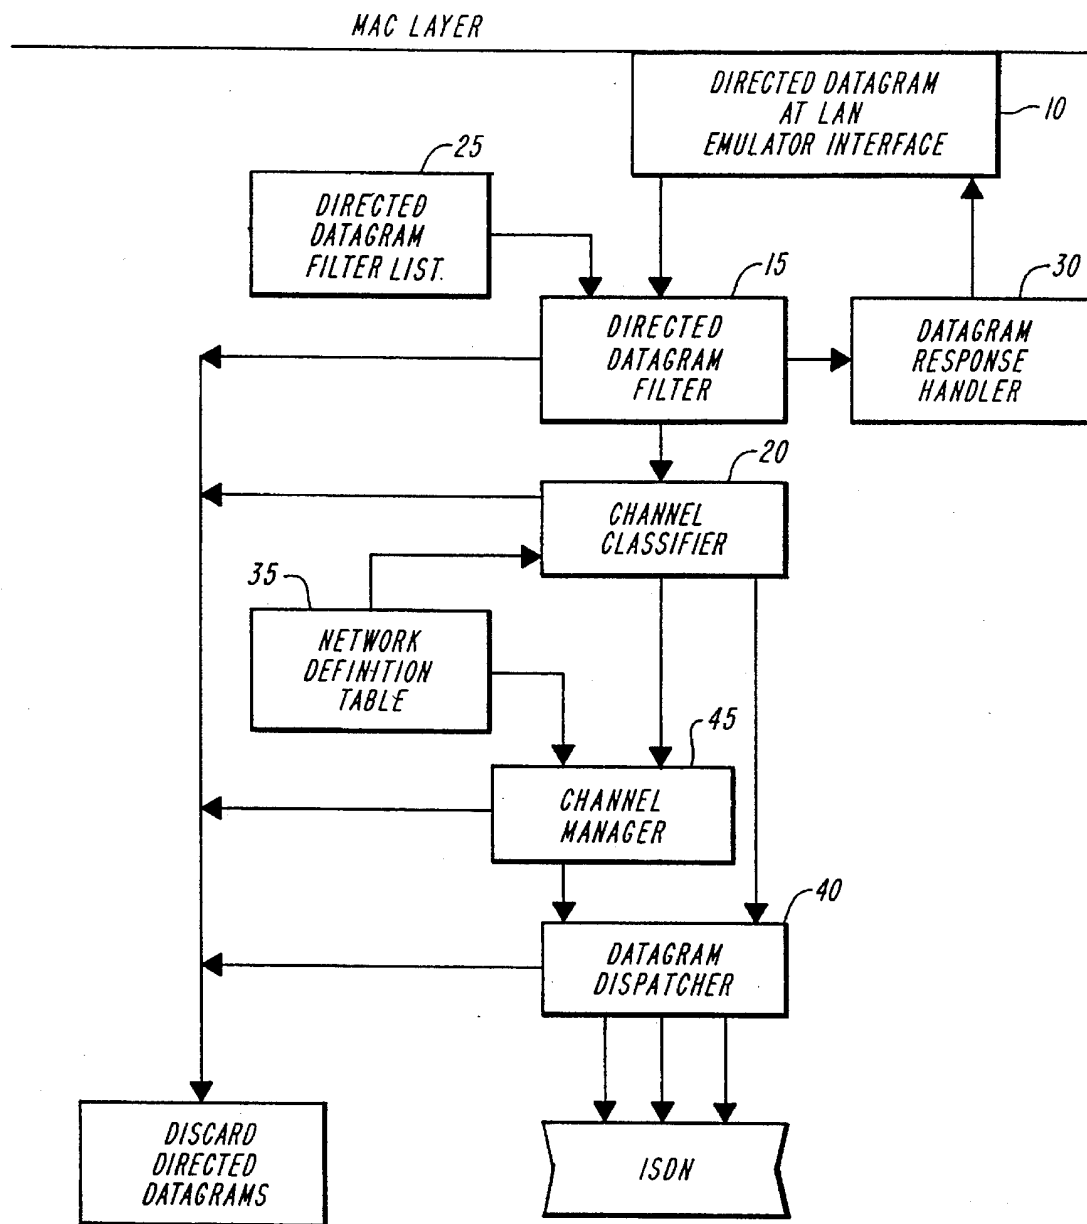 MAC LAYER
DIRECTED DATAGRAM
AT LAN
EMULATOR INTERFACE
10
25
DIRECTED
DATAGRAM
FILTER LIST.
15
DIRECTED
DATAGRAM
FILTER
30
DATAGRAM
RESPONSE
HANDLER
20
CHANNEL
CLASSIFIER
35
NETWORK
DEFINITION
TABLE
45
CHANNEL
MANAGER
40
DATAGRAM
DISPATCHER
DISCARD
DIRECTED
DATAGRAMS
ISDN